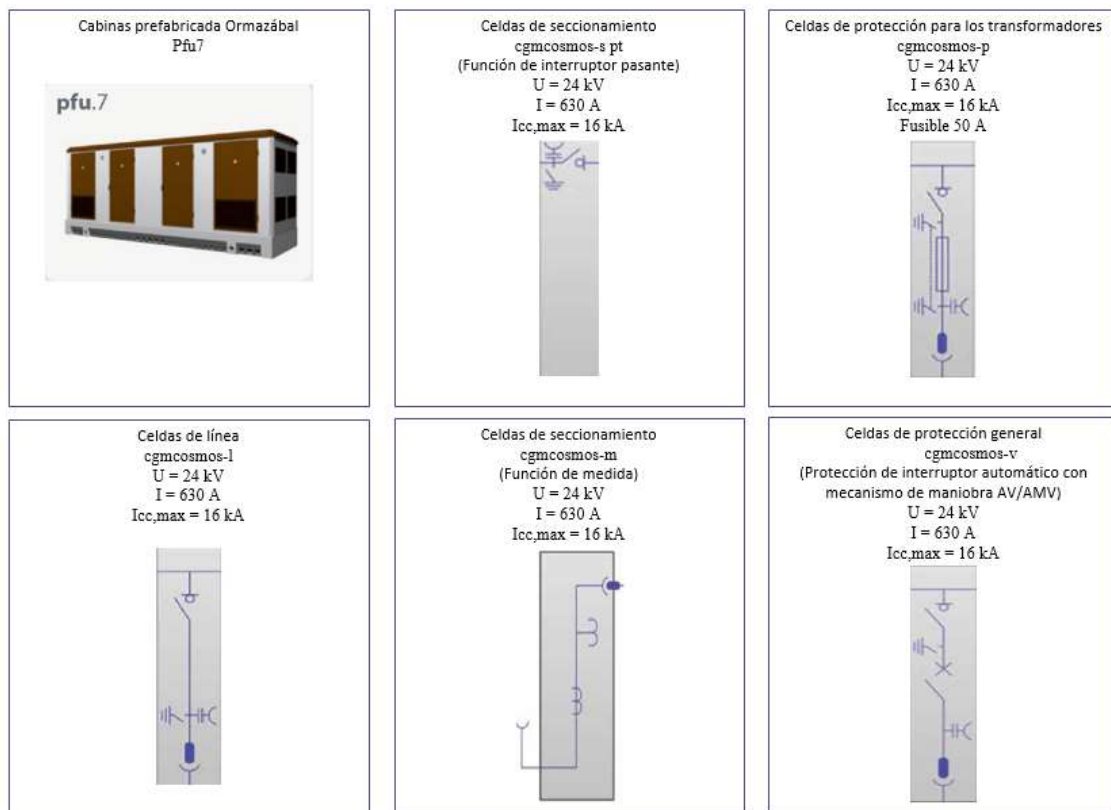 Cabinas prefabricada Ormazábal
Pfu7
pfu.7
Celdas de seccionamiento
cgmcosmos-s pt
(Función de interruptor pasante)
U = 24 kV
I = 630 A
Icc,max = 16 kA
Celdas de protección para los transformadores
cgmcosmos-p
U = 24 kV
I = 630 A
Icc,max = 16 kA
Fusible 50 A
Celdas de línea
cgmcosmos-l
U = 24 kV
I = 630 A
Icc,max = 16 kA
Celdas de seccionamiento
cgmcosmos-m
(Función de medida)
U = 24 kV
I = 630 A
Icc,max = 16 kA
Celdas de protección general
cgmcosmos-v
(Protección de interruptor automático con
mecanismo de maniobra AV/AMV)
U = 24 kV
I = 630 A
Icc,max = 16 kA